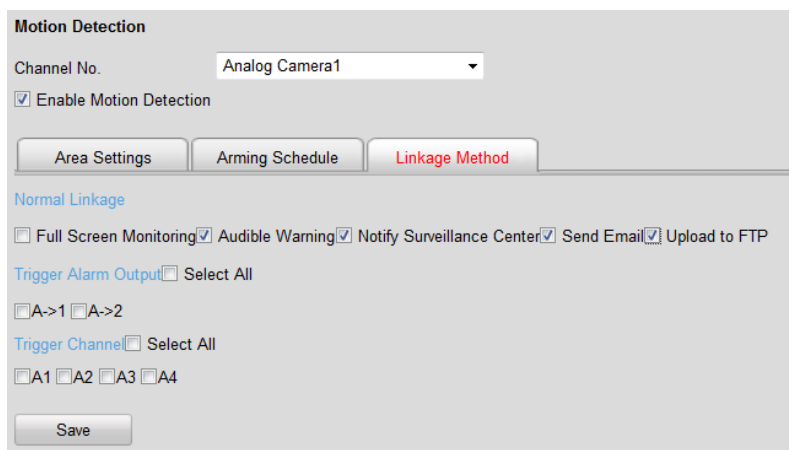 Motion Detection
Channel No. Analog Camera1
Enable Motion Detection
Area Settings Arming Schedule Linkage Method
Normal Linkage
Full Screen Monitoring Audible Warning Notify Surveillance Center Send Email Upload to FTP
Trigger Alarm Output Select All
A->1 A->2
Trigger Channel Select All
A1 A2 A3 A4
Save